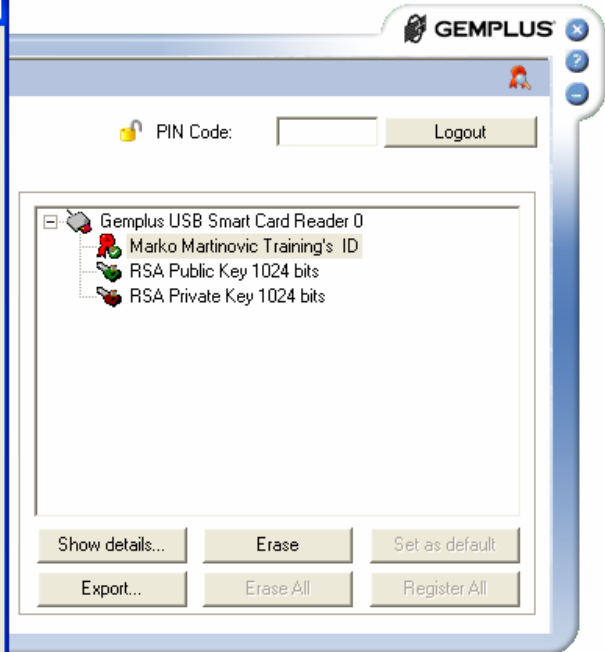 GEMPLUS
PIN Code: Logout
Gemplus USB Smart Card Reader 0
Marko Martinovic Training's ID
RSA Public Key 1024 bits
RSA Private Key 1024 bits
Show details... Erase Set as default
Export... Erase All Register All